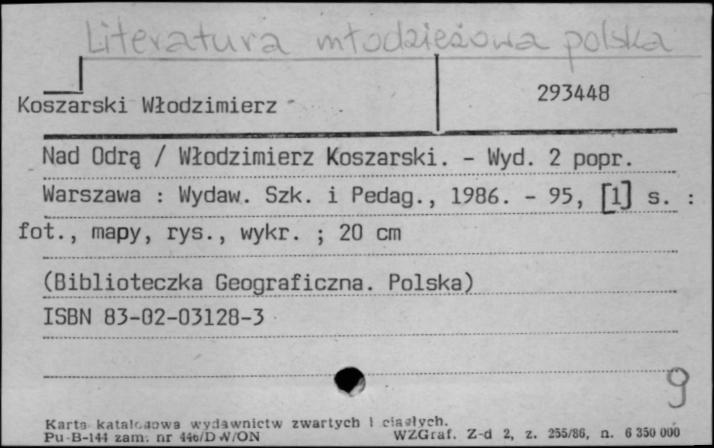 Literatura młodzieżowa polska
Koszarski Włodzimierz
293448
Nad Odrą / Włodzimierz Koszarski. - Wyd. 2 popr.
Warszawa : Wydaw. Szk. i Pedag., 1986. - 95, [1] s. :
fot., mapy, rys., wykr. ; 20 cm
(Biblioteczka Geograficzna. Polska)
ISBN 83-02-03128-3
9
Karta katalogowa wydawnictw zwartych i ciągłych.
Pu-B-144 zam. nr WZGraf. Z-d 2, z. 255/86, n. 6 350 000